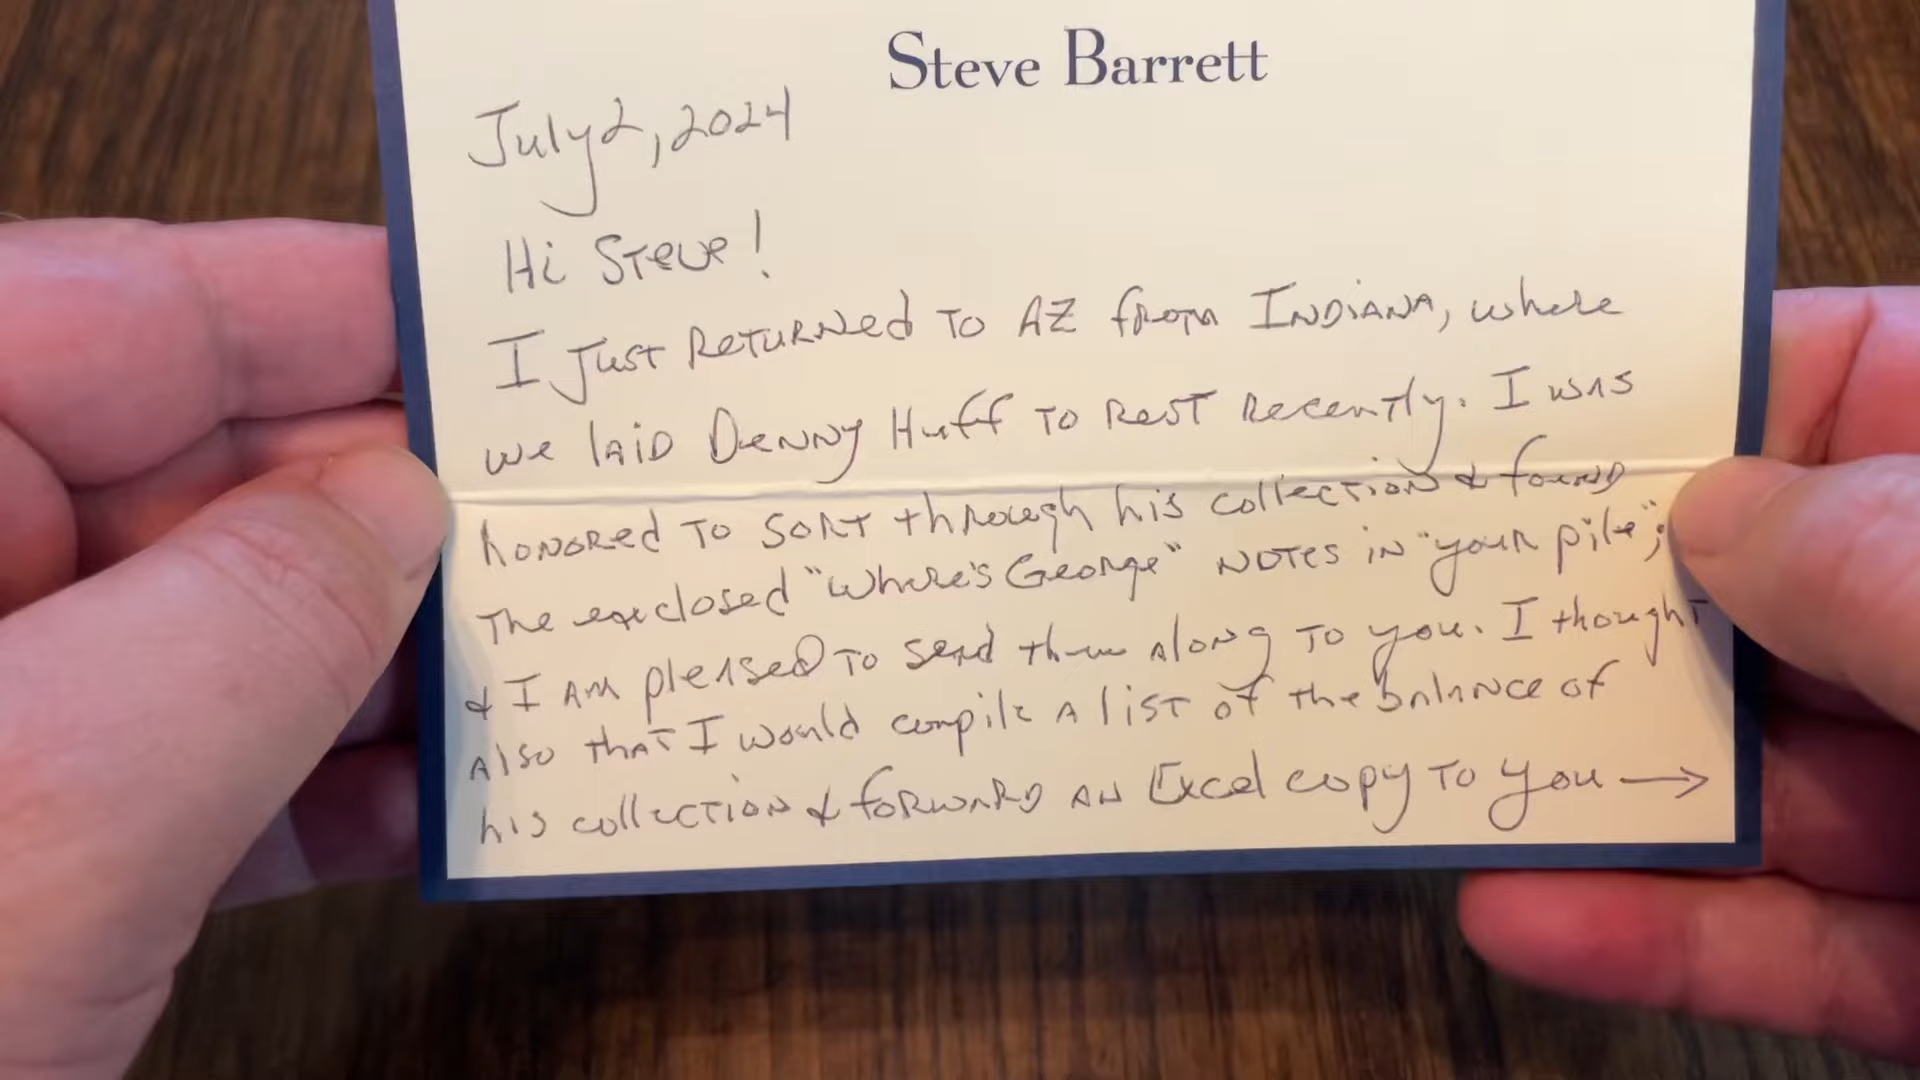 Steve Barrett
July 2, 2024
Hi Steve!
I just returned to AZ from Indiana, where
we laid Denny Huff to rest recently. I was
honored to sort through his collection & found
the enclosed "Where's George" notes in "your pile";
& I am pleased to send them along to you. I thought
also that I would compile a list of the balance of
his collection & forward an Excel copy to you →